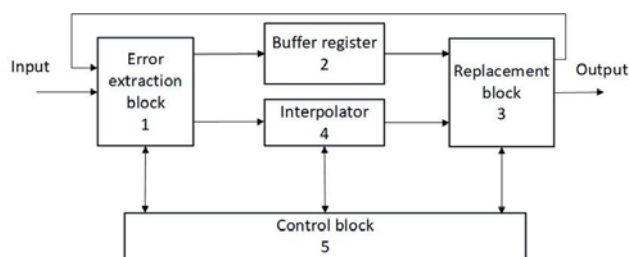 Input
Error
extraction
block
1
Buffer register
2
Interpolator
4
Replacement
block
3
Output
Control block
5